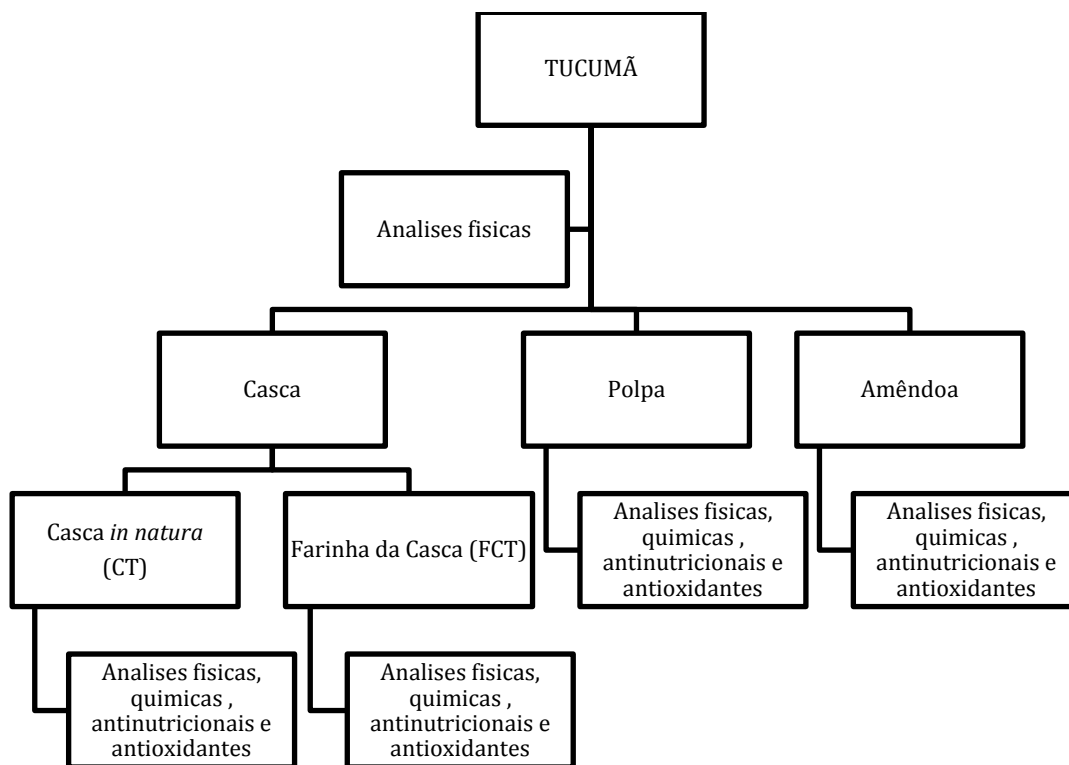 TUCUMÃ
Analises fisicas
Casca
Polpa
Amêndoa
Casca in natura
(CT)
Farinha da Casca (FCT)
Analises fisicas,
quimicas ,
antinutricionais e
antioxidantes
Analises fisicas,
quimicas ,
antinutricionais e
antioxidantes
Analises fisicas,
quimicas ,
antinutricionais e
antioxidantes
Analises fisicas,
quimicas ,
antinutricionais e
antioxidantes